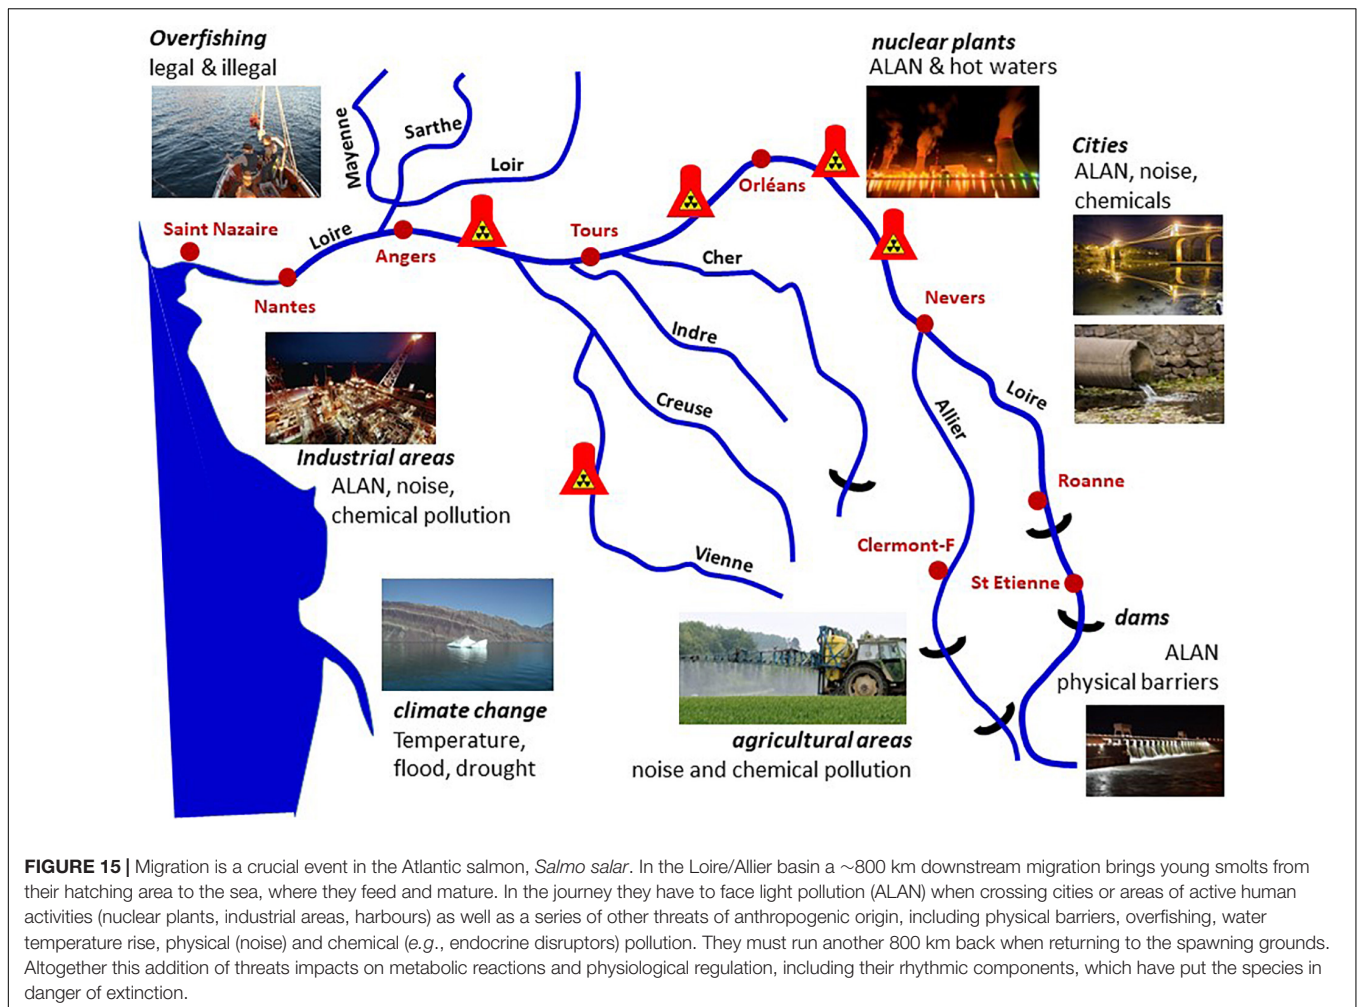 Overfishing
legal & illegal
nuclear plants
ALAN & hot waters
Cities
ALAN, noise,
chemicals
Mayenne
Sarthe
Loir
Orléans
Saint Nazaire
Loire
Angers
Tours
Cher
Nantes
Nevers
Indre
Loire
Creuse
Allier
Industrial areas
ALAN, noise,
chemical pollution
Roanne
Clermont-F
Vienne
St Etienne
dams
ALAN
physical barriers
climate change
Temperature,
flood, drought
agricultural areas
noise and chemical pollution
FIGURE 15 | Migration is a crucial event in the Atlantic salmon, Salmo salar. In the Loire/Allier basin a ∼800 km downstream migration brings young smolts from
their hatching area to the sea, where they feed and mature. In the journey they have to face light pollution (ALAN) when crossing cities or areas of active human
activities (nuclear plants, industrial areas, harbours) as well as a series of other threats of anthropogenic origin, including physical barriers, overfishing, water
temperature rise, physical (noise) and chemical (e.g., endocrine disruptors) pollution. They must run another 800 km back when returning to the spawning grounds.
Altogether this addition of threats impacts on metabolic reactions and physiological regulation, including their rhythmic components, which have put the species in
danger of extinction.